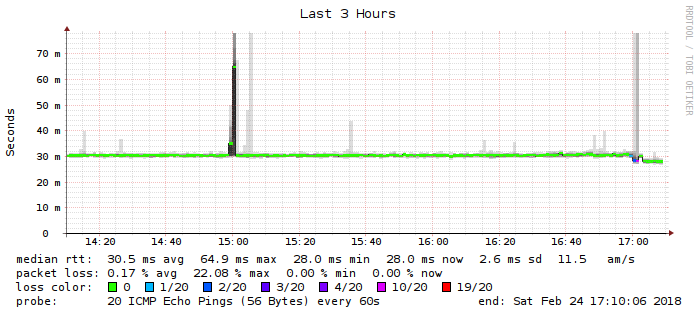 Last 3 Hours
RRDTOOL / TOBI OETIKER
Seconds
70 m
60 m
50 m
40 m
30 m
20 m
10 m
0
14:20 14:40 15:00 15:20 15:40 16:00 16:20 16:40 17:00
median rtt: 30.5 ms avg 64.9 ms max 28.0 ms min 28.0 ms now 2.6 ms sd 11.5 am/s
packet loss: 0.17 % avg 22.08 % max 0.00 % min 0.00 % now
loss color: 0 1/20 2/20 3/20 4/20 10/20 19/20
probe: 20 ICMP Echo Pings (56 Bytes) every 60s end: Sat Feb 24 17:10:06 2018